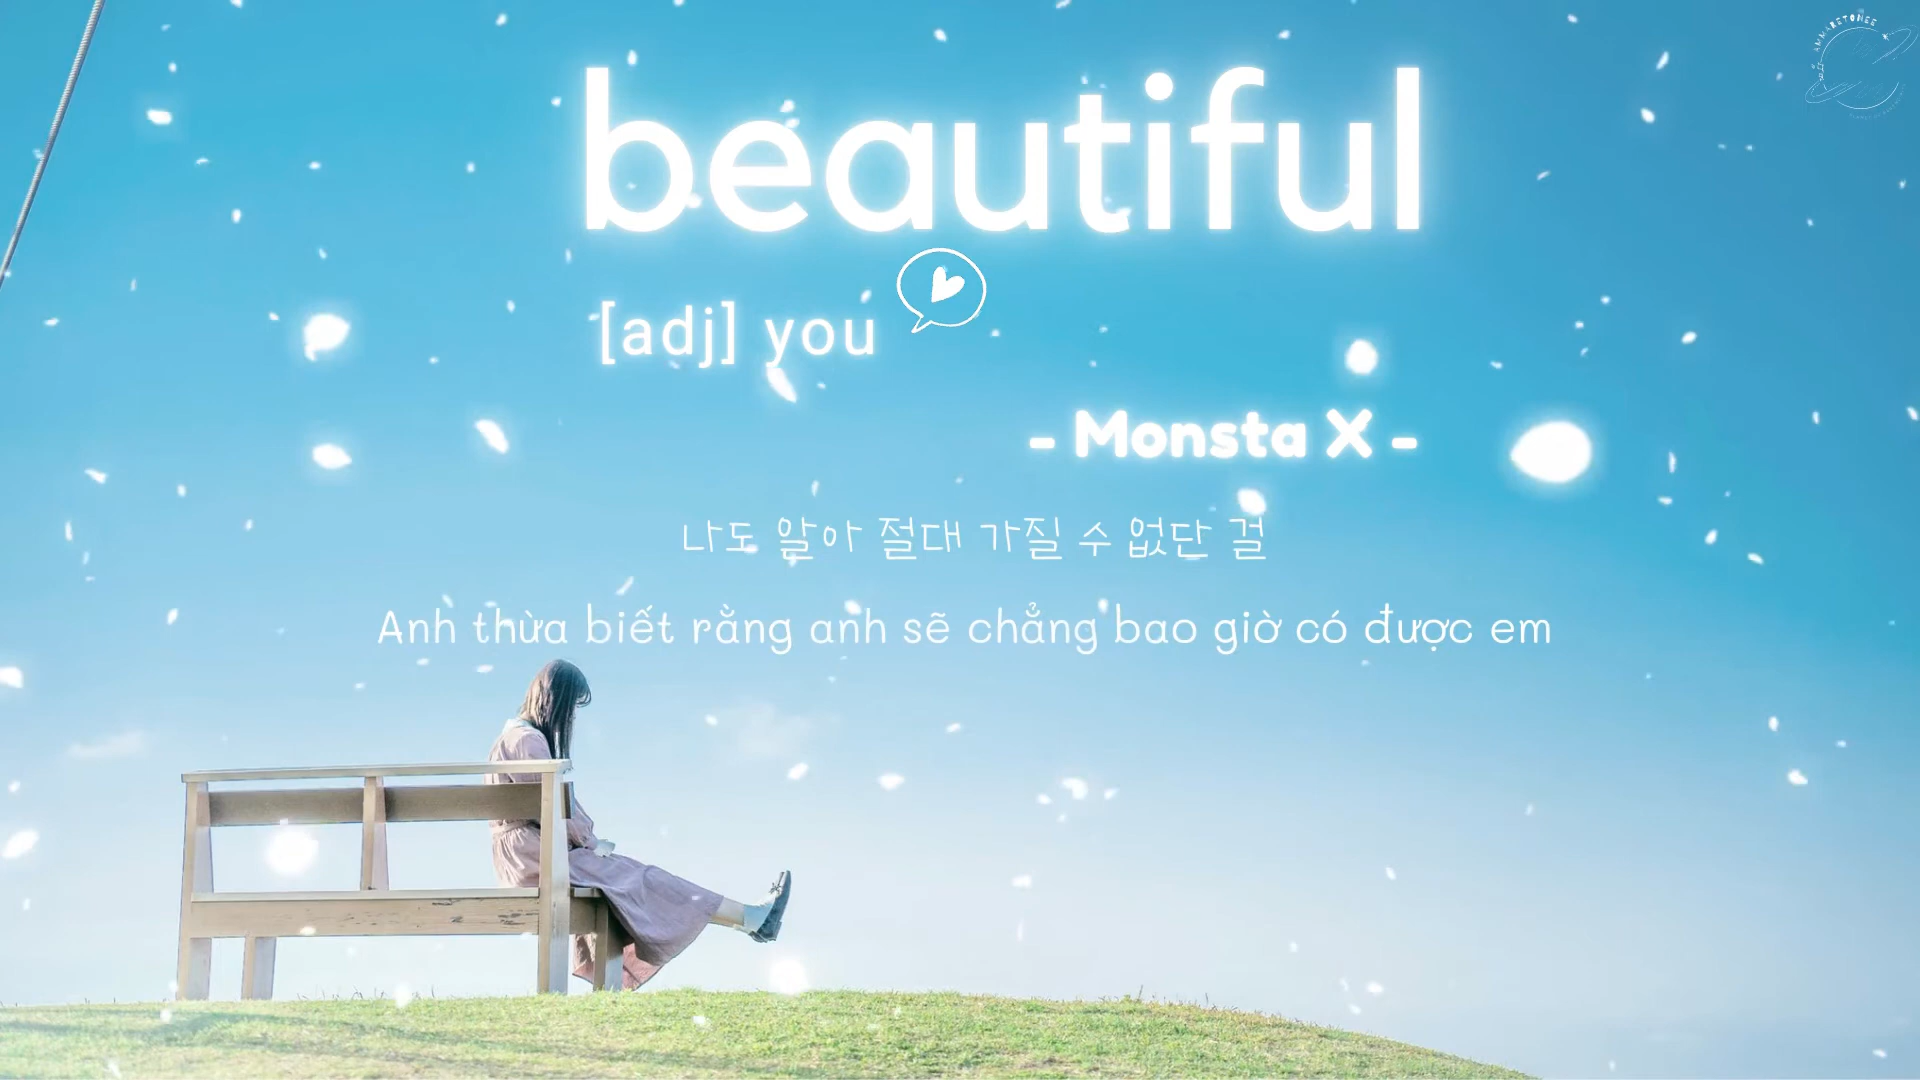 beautiful
[adj] you
- Monsta X -
나도 알아 절대 가질 수 없단 걸
Anh thừa biết rằng anh sẽ chẳng bao giờ có được em